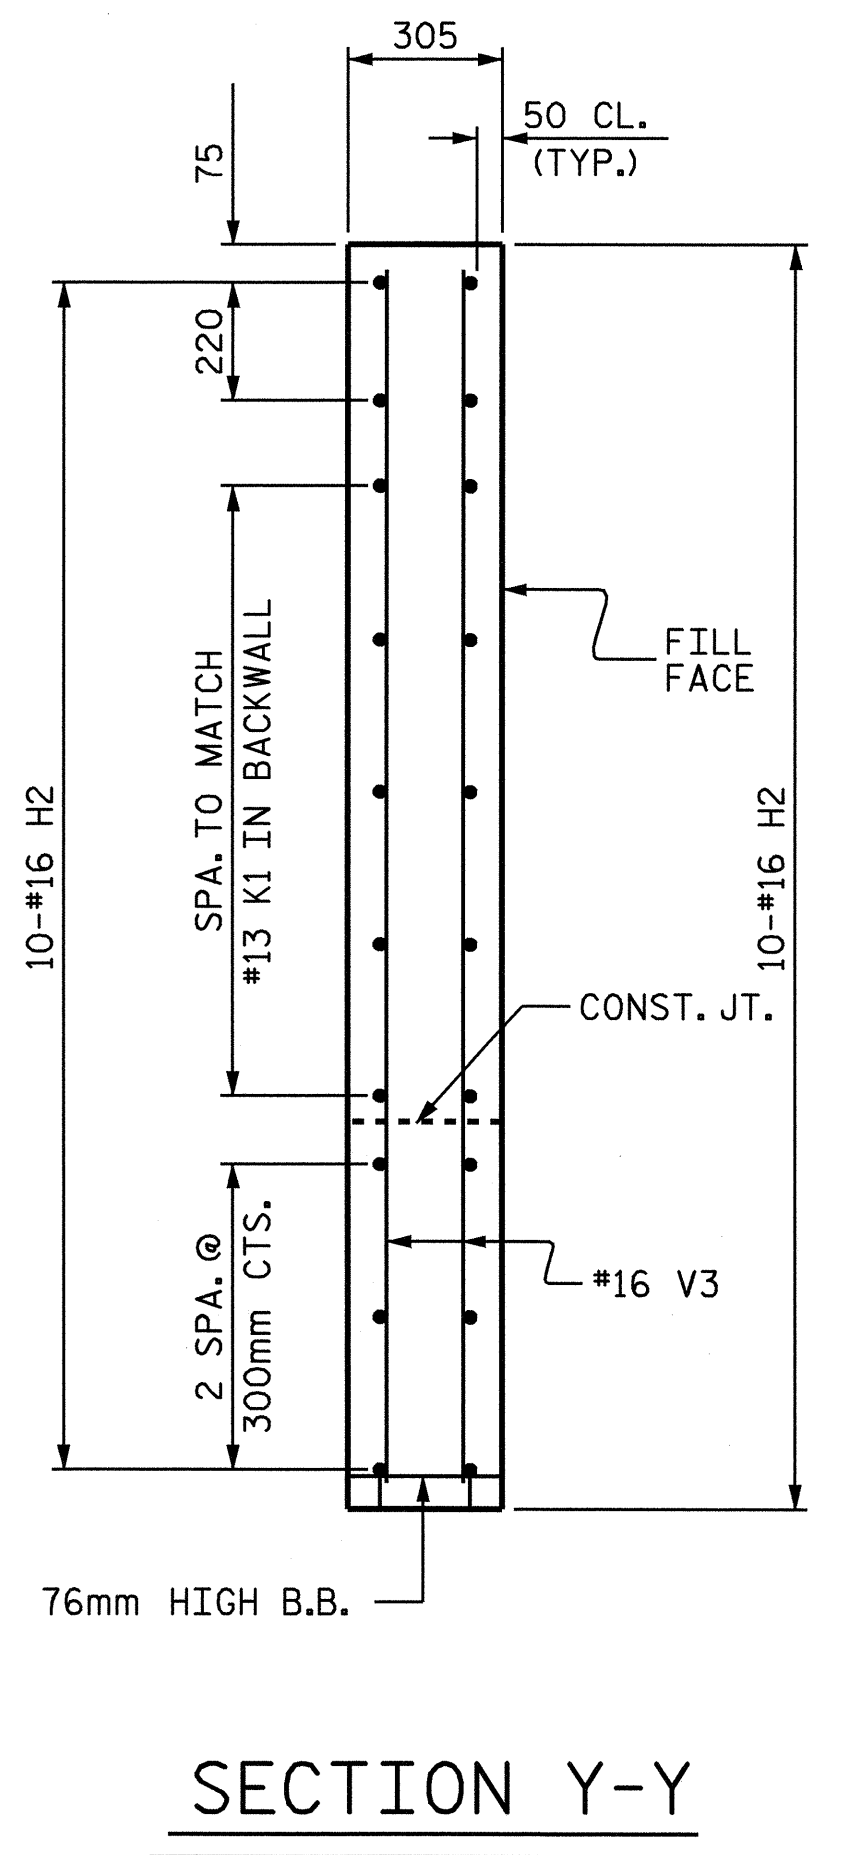 305
50 CL.
(TYP.)
75
220
FILL
FACE
SPA. TO MATCH
#13 K1 IN BACKWALL
10-#16 H2
10-#16 H2
CONST. JT.
2 SPA. @
300mm CTS.
#16 V3
76mm HIGH B.B.
SECTION Y-Y